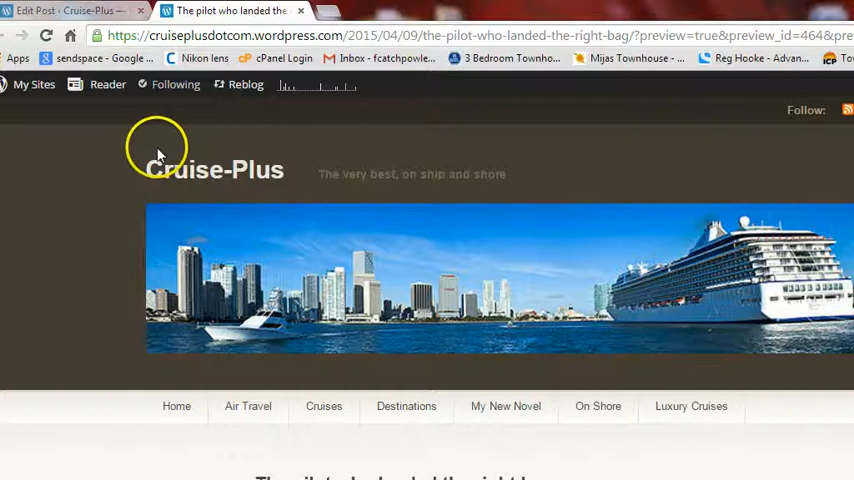 Edit Post ‹ Cruise-Plus —
The pilot who landed the
https://cruiseplusdotcom.wordpress.com/2015/04/09/the-pilot-who-landed-the-right-bag/?preview=true&preview_id=464&pre
Apps sendspace - Google ... Nikon lens cPanel Login Inbox - fcatchpowle... 3 Bedroom Townho... Mijas Townhouse - ... Reg Hooke - Advan... Tow
My Sites Reader Following Reblog
Follow:
Cruise-Plus The very best, on ship and shore
Home Air Travel Cruises Destinations My New Novel On Shore Luxury Cruises